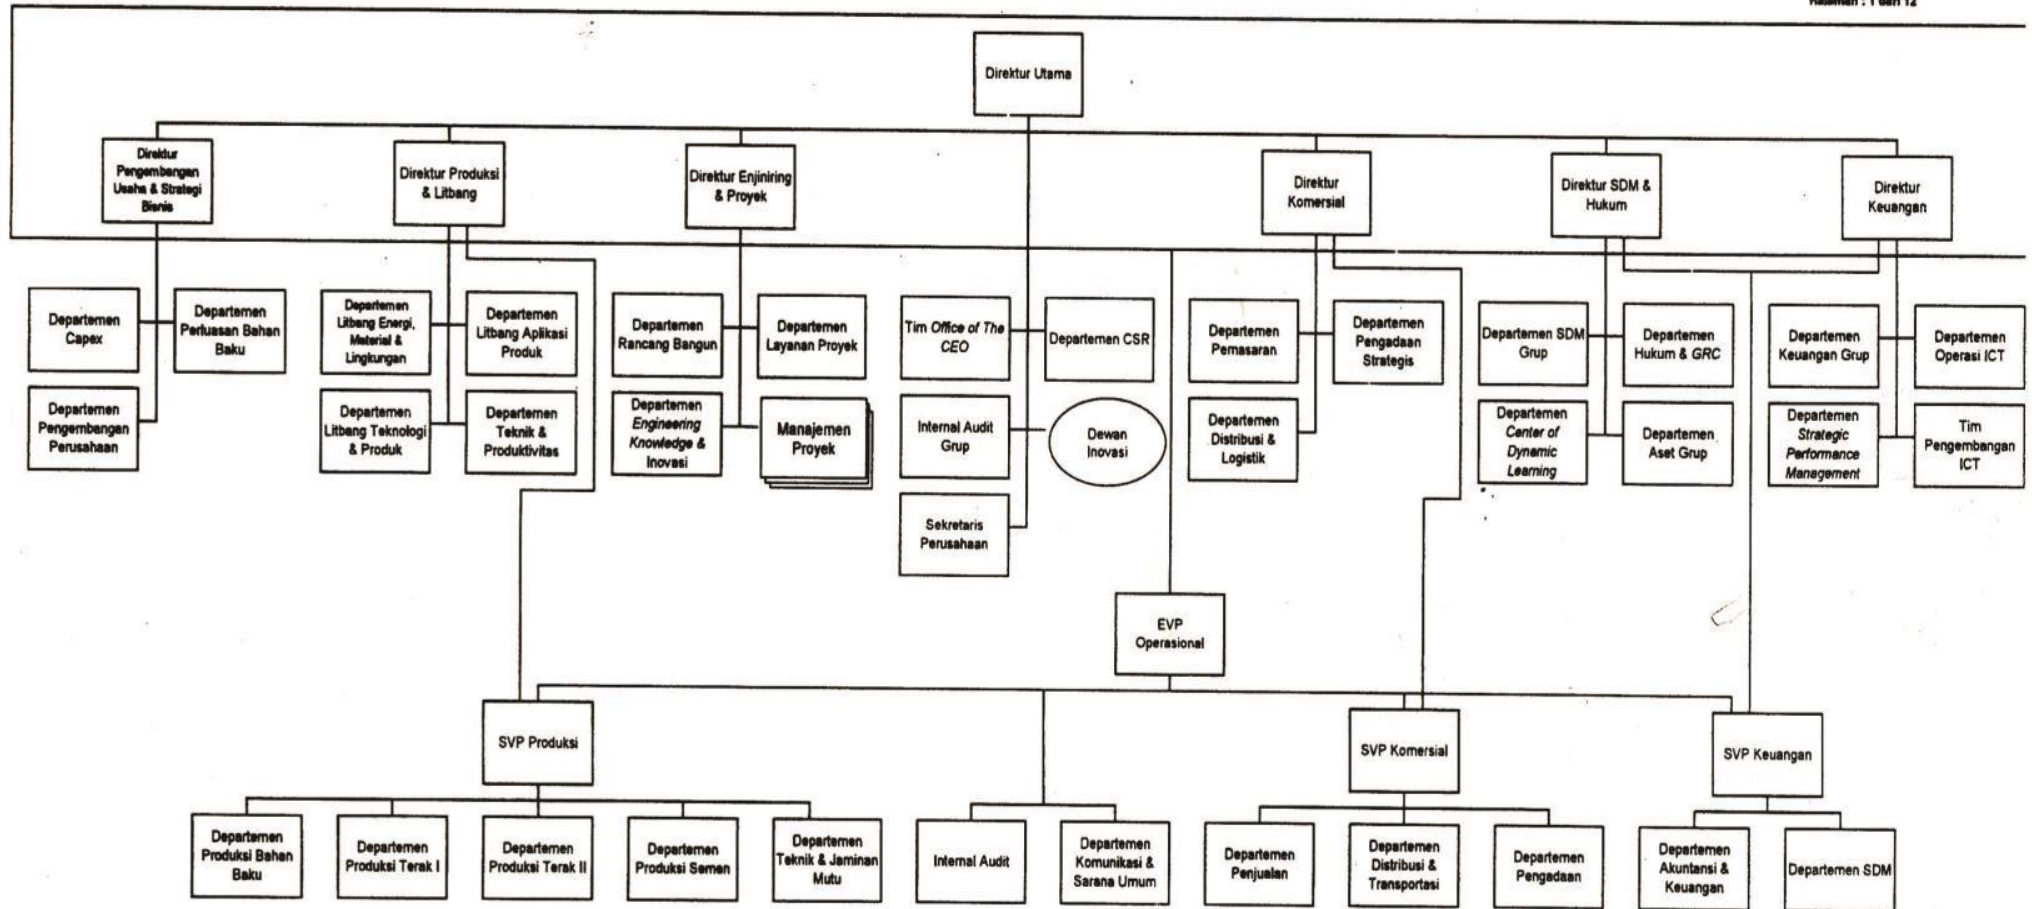 Halaman : 1 dari 12
Direktur Utama
Direktur
Pengembangan
Usaha & Strategi
Bisnis
Direktur Produksi
& Litbang
Direktur Enjiniring
& Proyek
Direktur
Komersial
Direktur SDM &
Hukum
Direktur
Keuangan
Departemen
Capex
Departemen
Perluasan Bahan
Baku
Departemen
Litbang Energi,
Material &
Lingkungan
Departemen
Litbang Aplikasi
Produk
Departemen
Rancang Bangun
Departemen
Layanan Proyek
Tim Office of The
CEO
Departemen CSR
Departemen
Pemasaran
Departemen
Pengadaan
Strategis
Departemen SDM
Grup
Departemen
Hukum & GRC
Departemen
Keuangan Grup
Departemen
Operasi ICT
Departemen
Pengembangan
Perusahaan
Departemen
Litbang Teknologi
& Produk
Departemen
Teknik &
Produktivitas
Departemen
Engineering
Knowledge &
Inovasi
Manajemen
Proyek
Internal Audit
Grup
Dewan
Inovasi
Departemen
Distribusi &
Logistik
Departemen
Center of
Dynamic
Learning
Departemen
Aset Grup
Departemen
Strategic
Performance
Management
Tim
Pengembangan
ICT
Sekretaris
Perusahaan
EVP
Operasional
SVP Produksi
SVP Komersial
SVP Keuangan
Departemen
Produksi Bahan
Baku
Departemen
Produksi Terak I
Departemen
Produksi Terak II
Departemen
Produksi Semen
Departemen
Teknik & Jaminan
Mutu
Internal Audit
Departemen
Komunikasi &
Sarana Umum
Departemen
Penjualan
Departemen
Distribusi &
Transportasi
Departemen
Pengadaan
Departemen
Akuntansi &
Keuangan
Departemen SDM